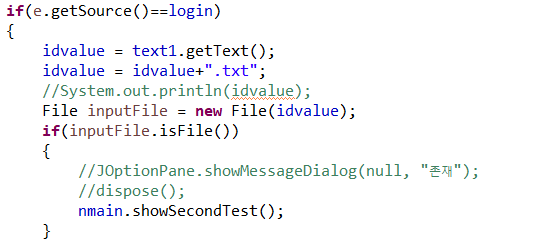 if(e.getSource()==login)
{
idvalue = text1.getText();
idvalue = idvalue+".txt";
//System.out.println(idvalue);
File inputFile = new File(idvalue);
if(inputFile.isFile())
{
//JOptionPane.showMessageDialog(null, "존재");
//dispose();
nmain.showSecondTest();
}